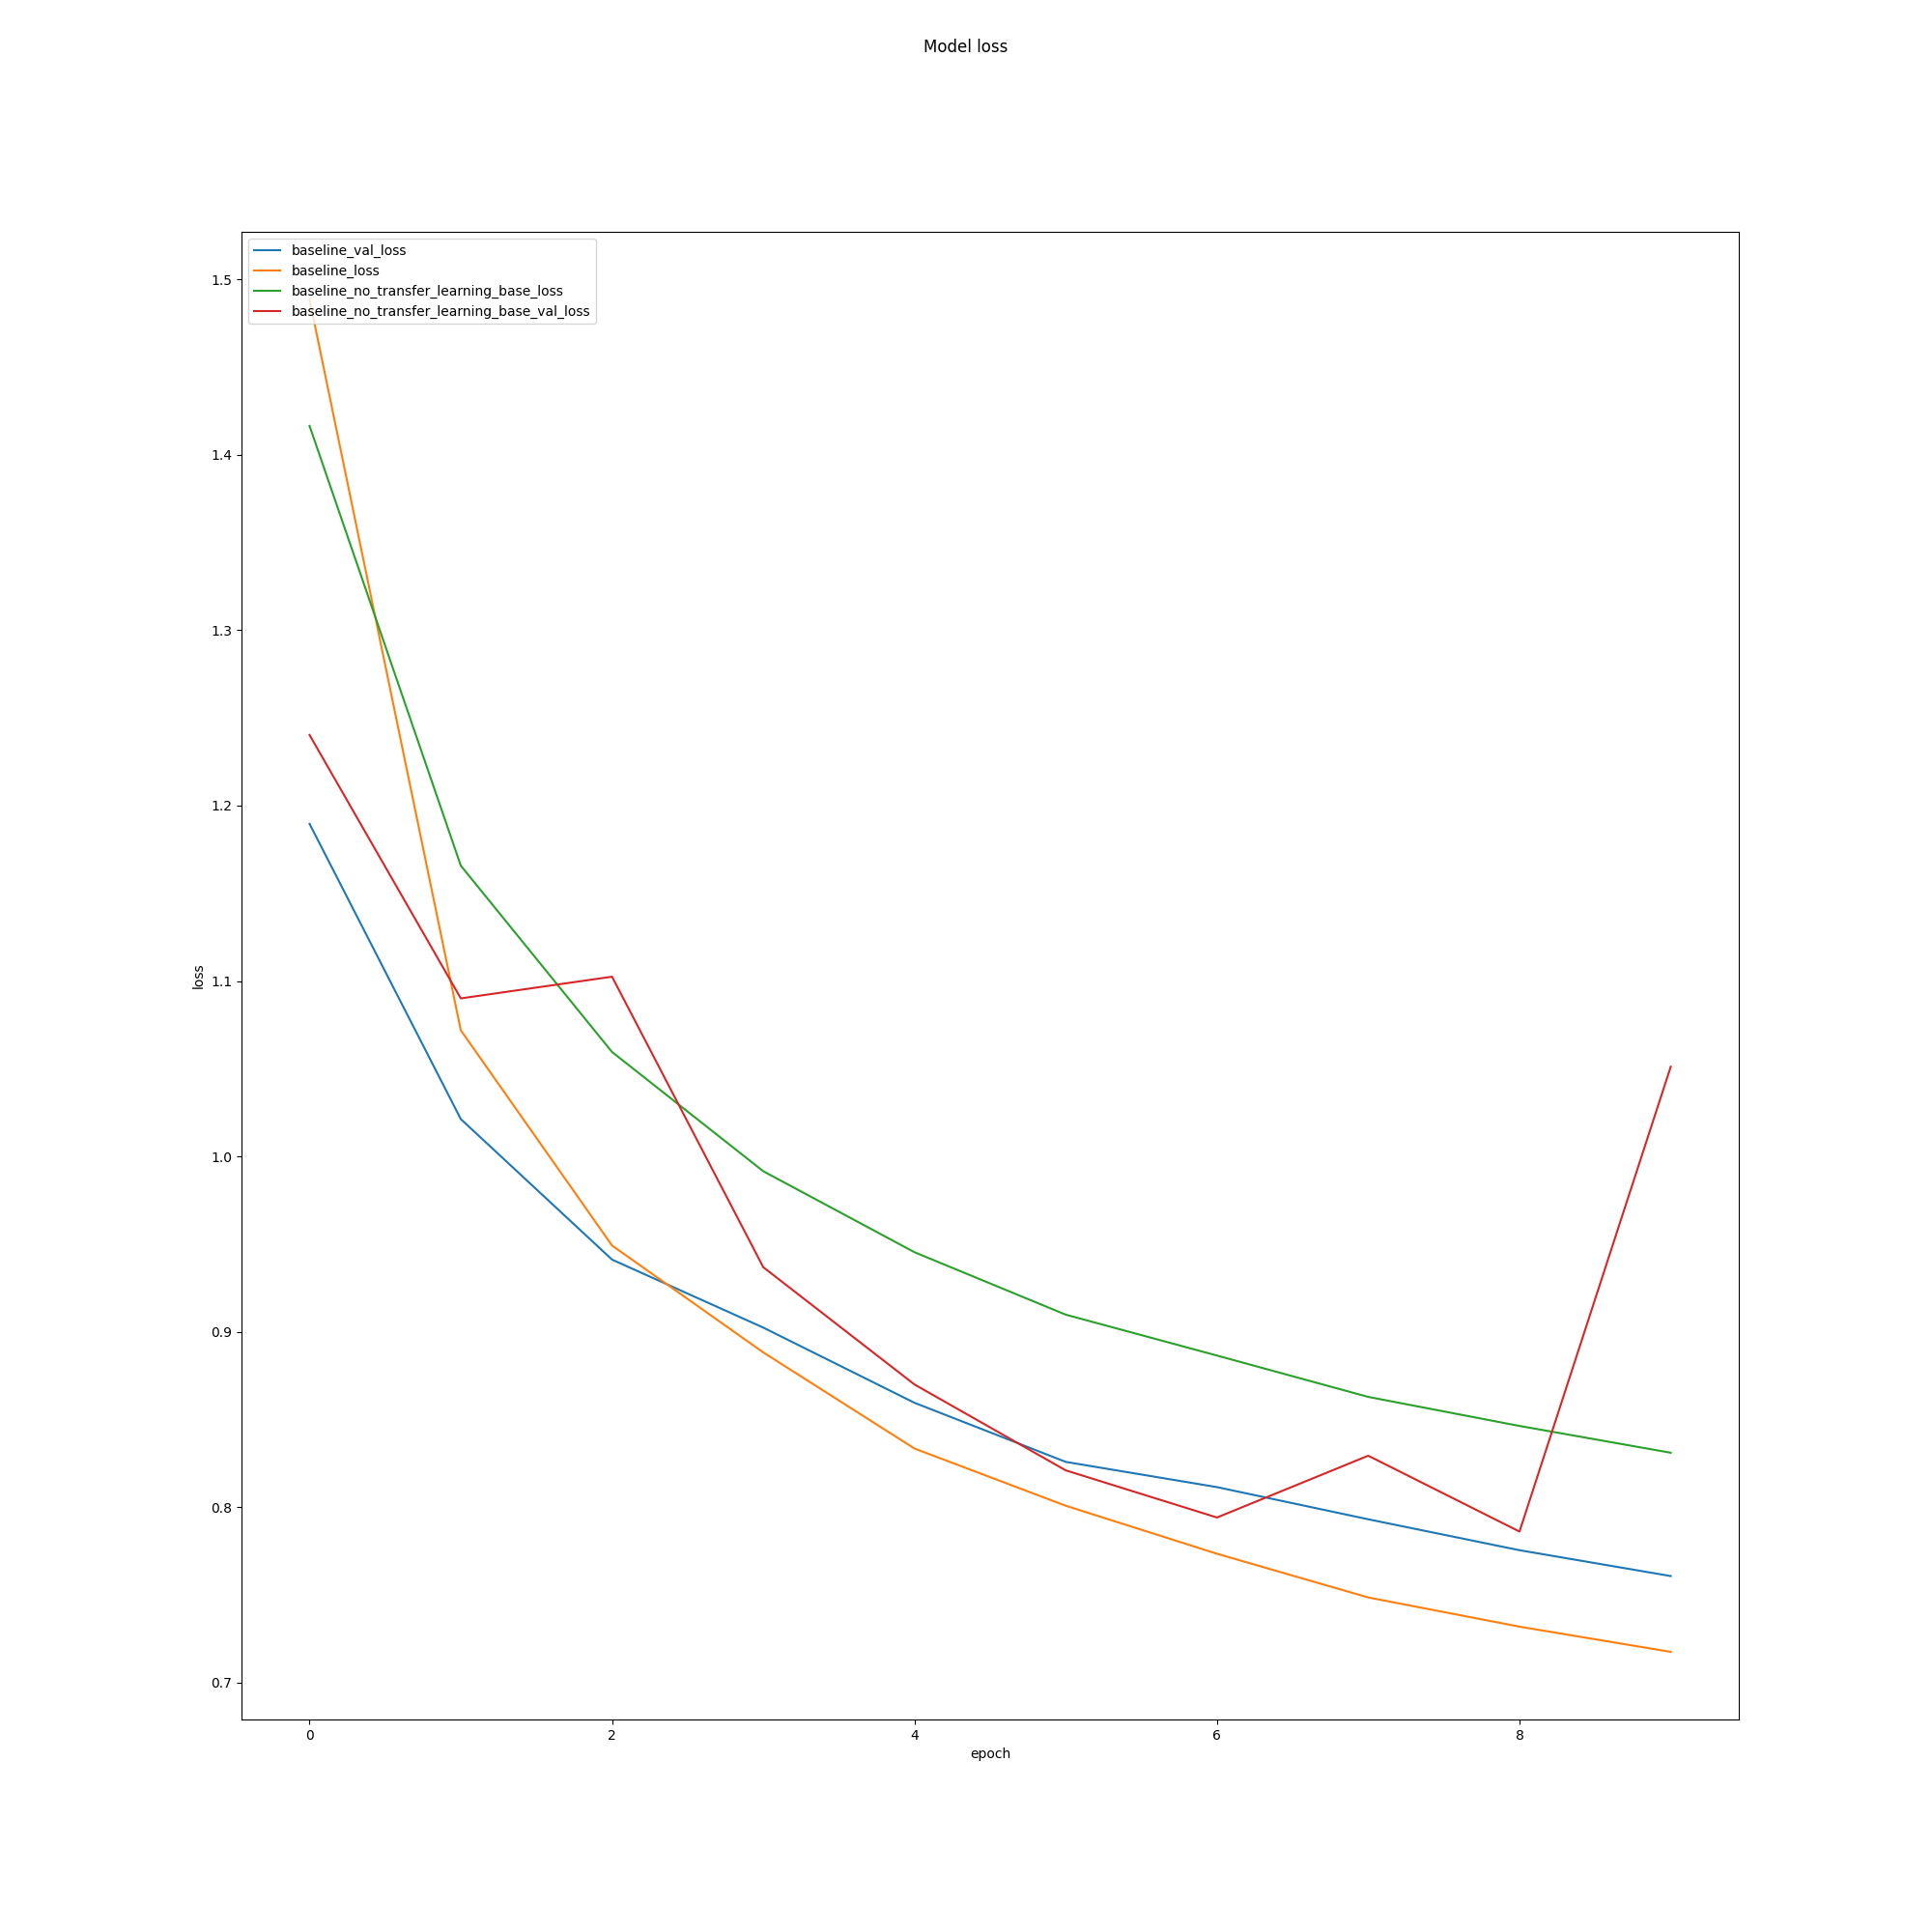 Model loss
baseline_val_loss
baseline_loss
baseline_no_transfer_learning_base_loss
baseline_no_transfer_learning_base_val_loss
1.5
1.4
1.3
1.2
1.1
1.0
0.9
0.8
0.7
loss
0 2 4 6 8
epoch